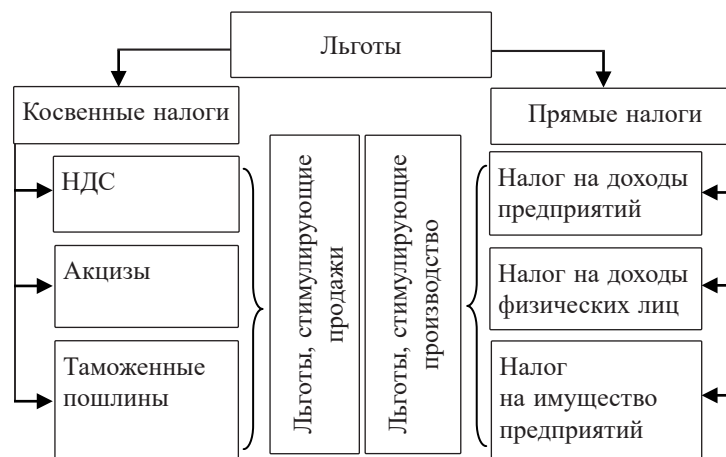 Льготы
Косвенные налоги
Прямые налоги
НДС
Акцизы
Таможенные
пошлины
Льготы, стимулирующие
продажи
Льготы, стимулирующие
производство
Налог на доходы
предприятий
Налог на доходы
физических лиц
Налог
на имущество
предприятий